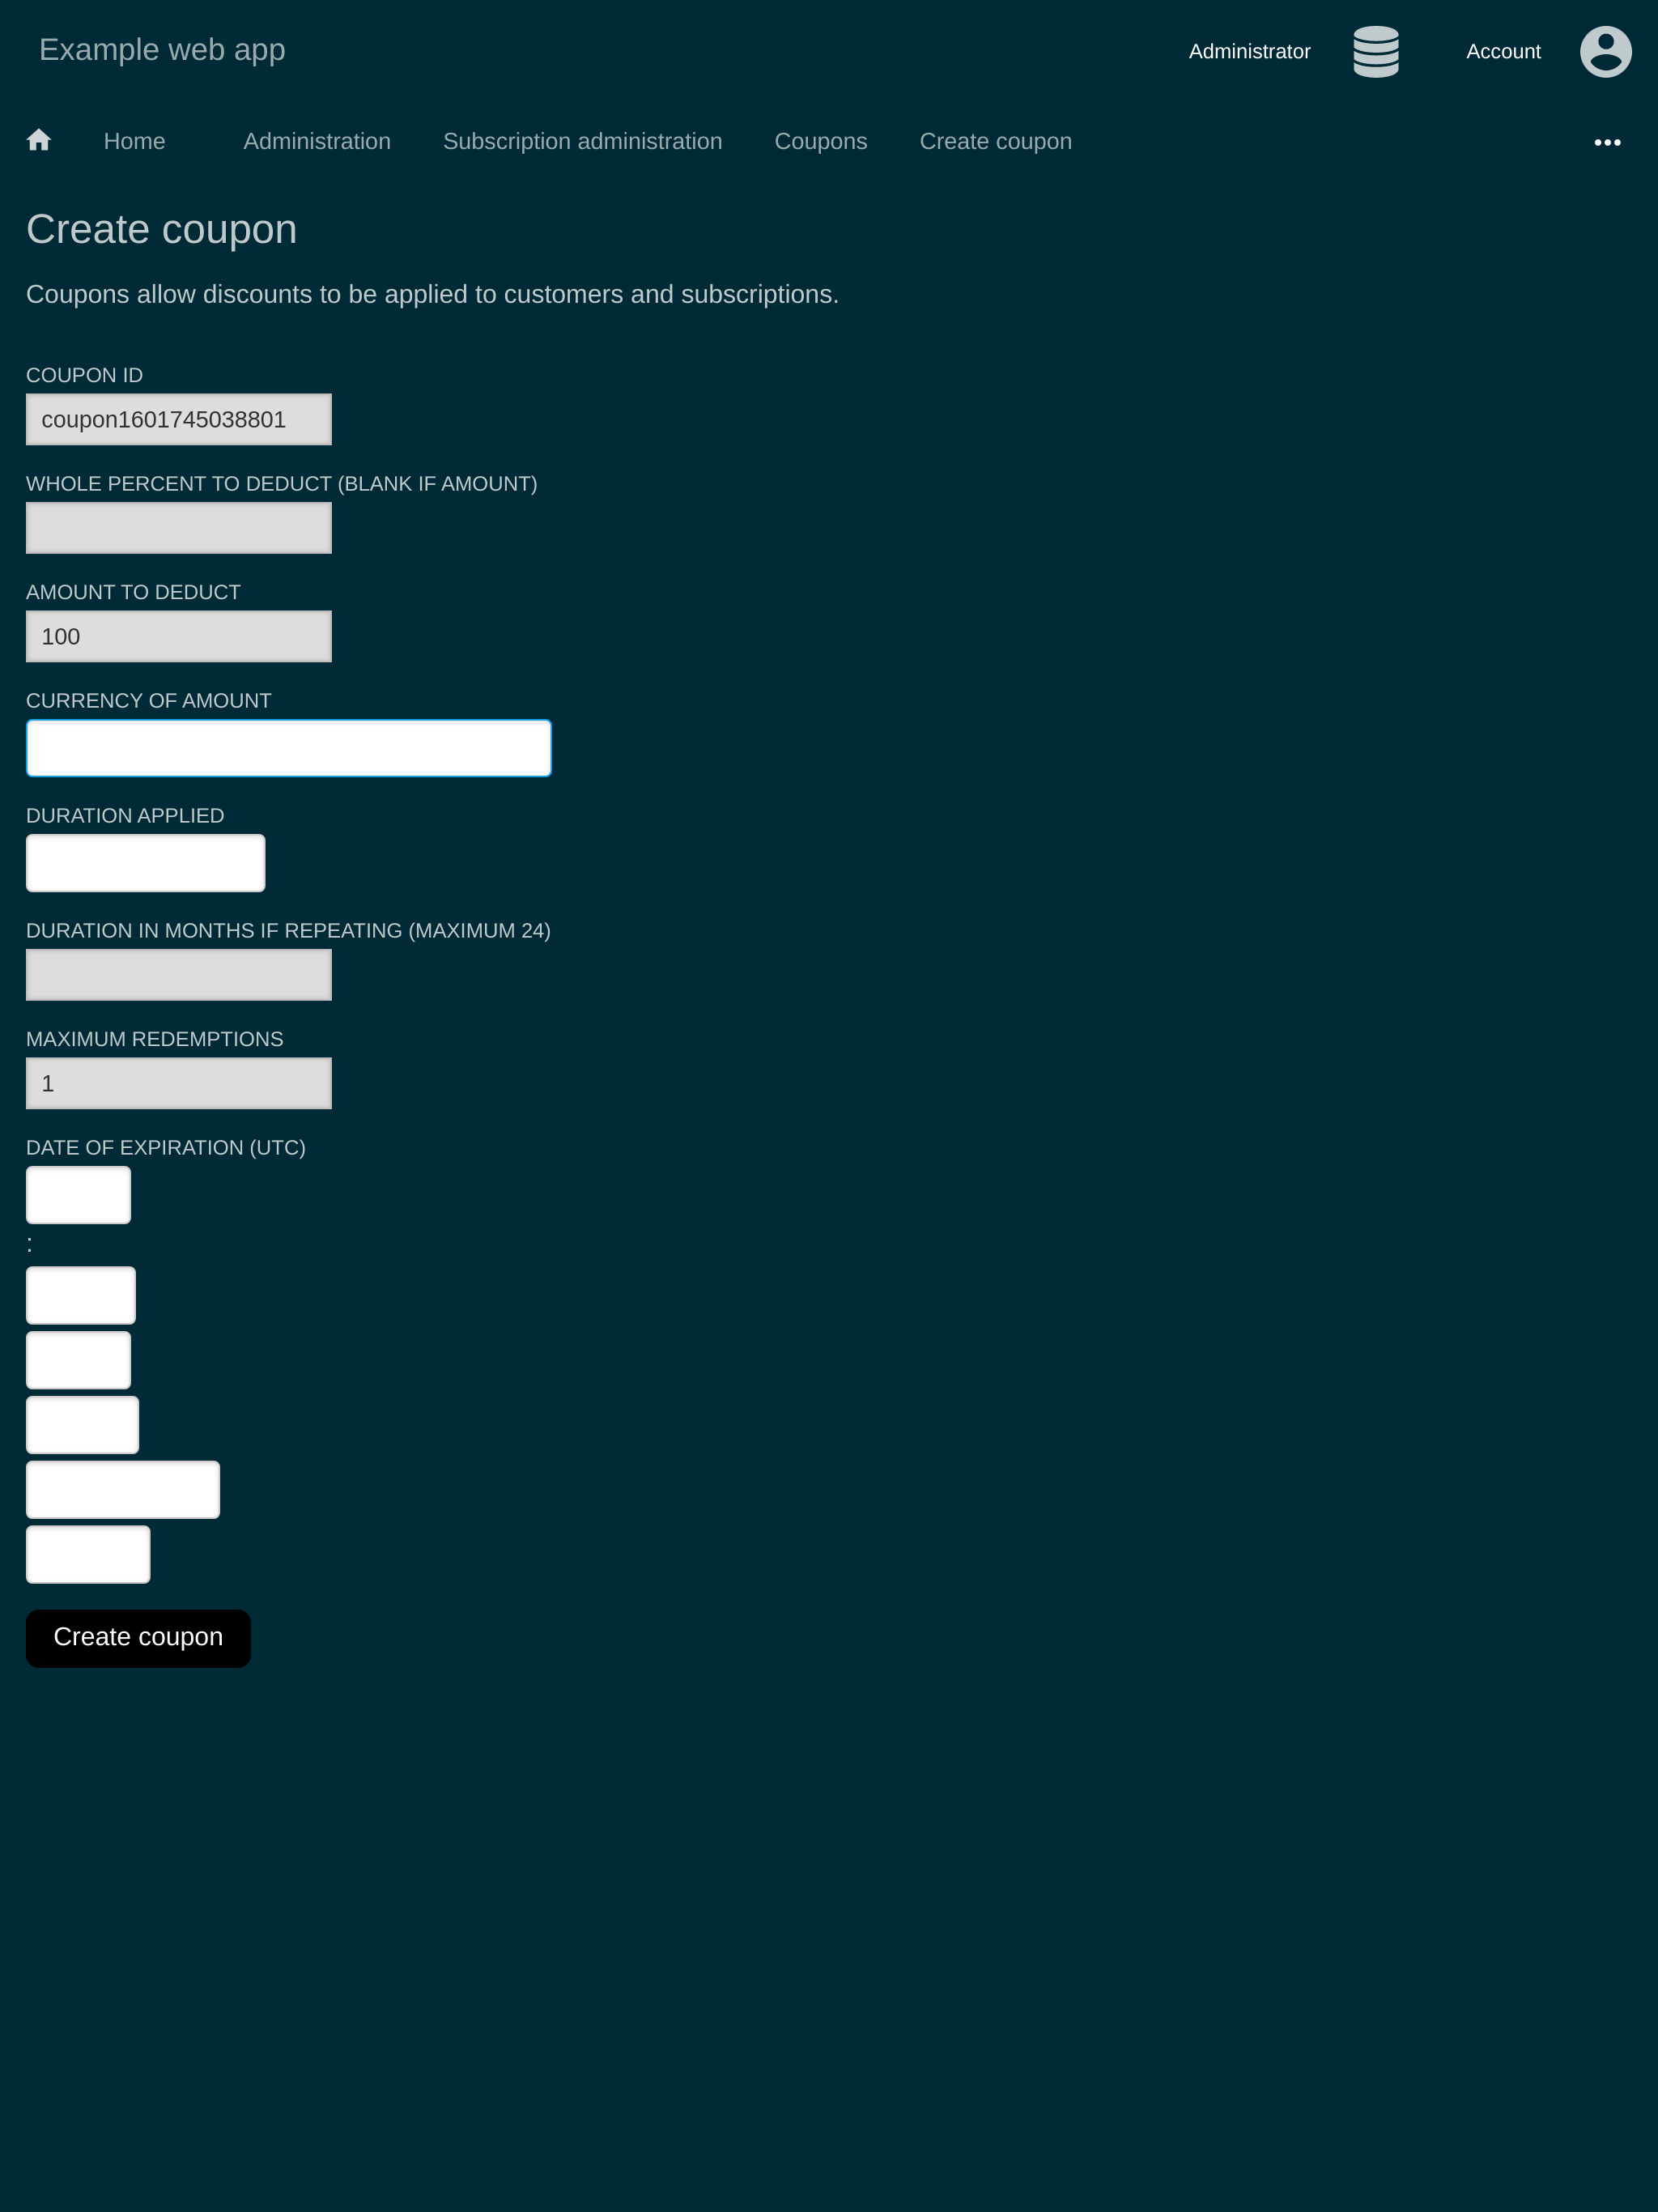 Example web app
Administrator
Account
Home
Administration
Subscription administration
Coupons
Create coupon
Create coupon
Coupons allow discounts to be applied to customers and subscriptions.
COUPON ID
coupon1601745038801
WHOLE PERCENT TO DEDUCT (BLANK IF AMOUNT)
AMOUNT TO DEDUCT
100
CURRENCY OF AMOUNT
DURATION APPLIED
DURATION IN MONTHS IF REPEATING (MAXIMUM 24)
MAXIMUM REDEMPTIONS
1
DATE OF EXPIRATION (UTC)
:
Create coupon